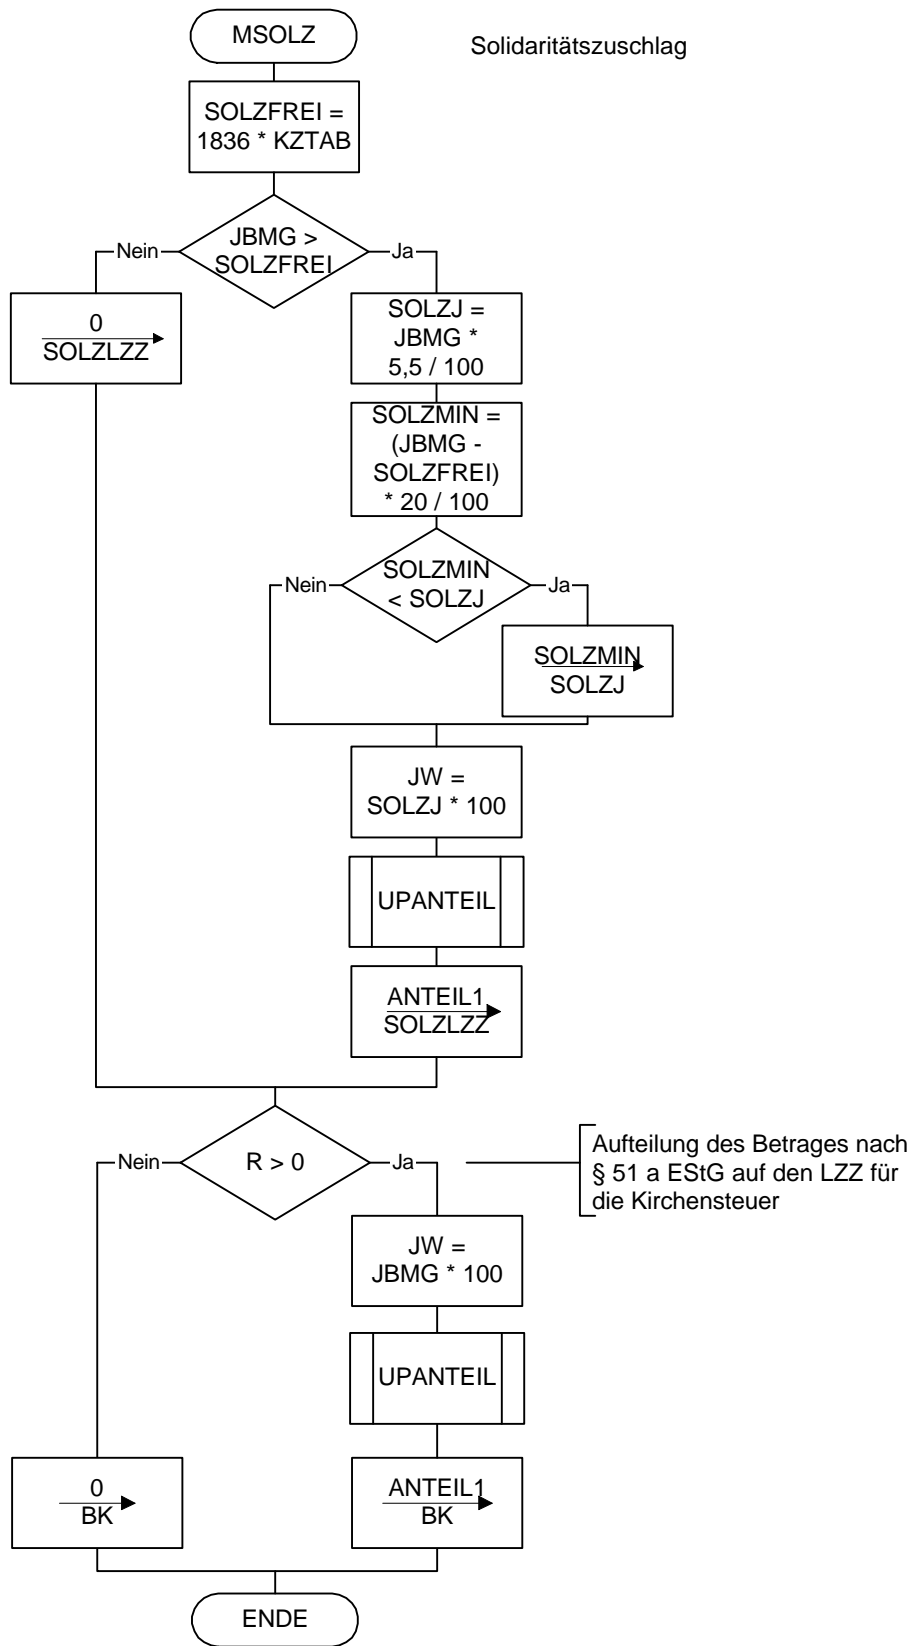 MSOLZ
Solidaritätszuschlag
SOLZFREI =
1836 * KZTAB
JBMG >
SOLZFREI
Nein
Ja
0
SOLZLZZ
SOLZJ =
JBMG *
5,5 / 100
SOLZMIN =
(JBMG -
SOLZFREI)
* 20 / 100
SOLZMIN
< SOLZJ
Nein
Ja
SOLZMIN
SOLZJ
JW =
SOLZJ * 100
UPANTEIL
ANTEIL1
SOLZLZZ
R > 0
Nein
Ja
Aufteilung des Betrages nach
§ 51 a EStG auf den LZZ für
die Kirchensteuer
JW =
JBMG * 100
UPANTEIL
0
BK
ANTEIL1
BK
ENDE